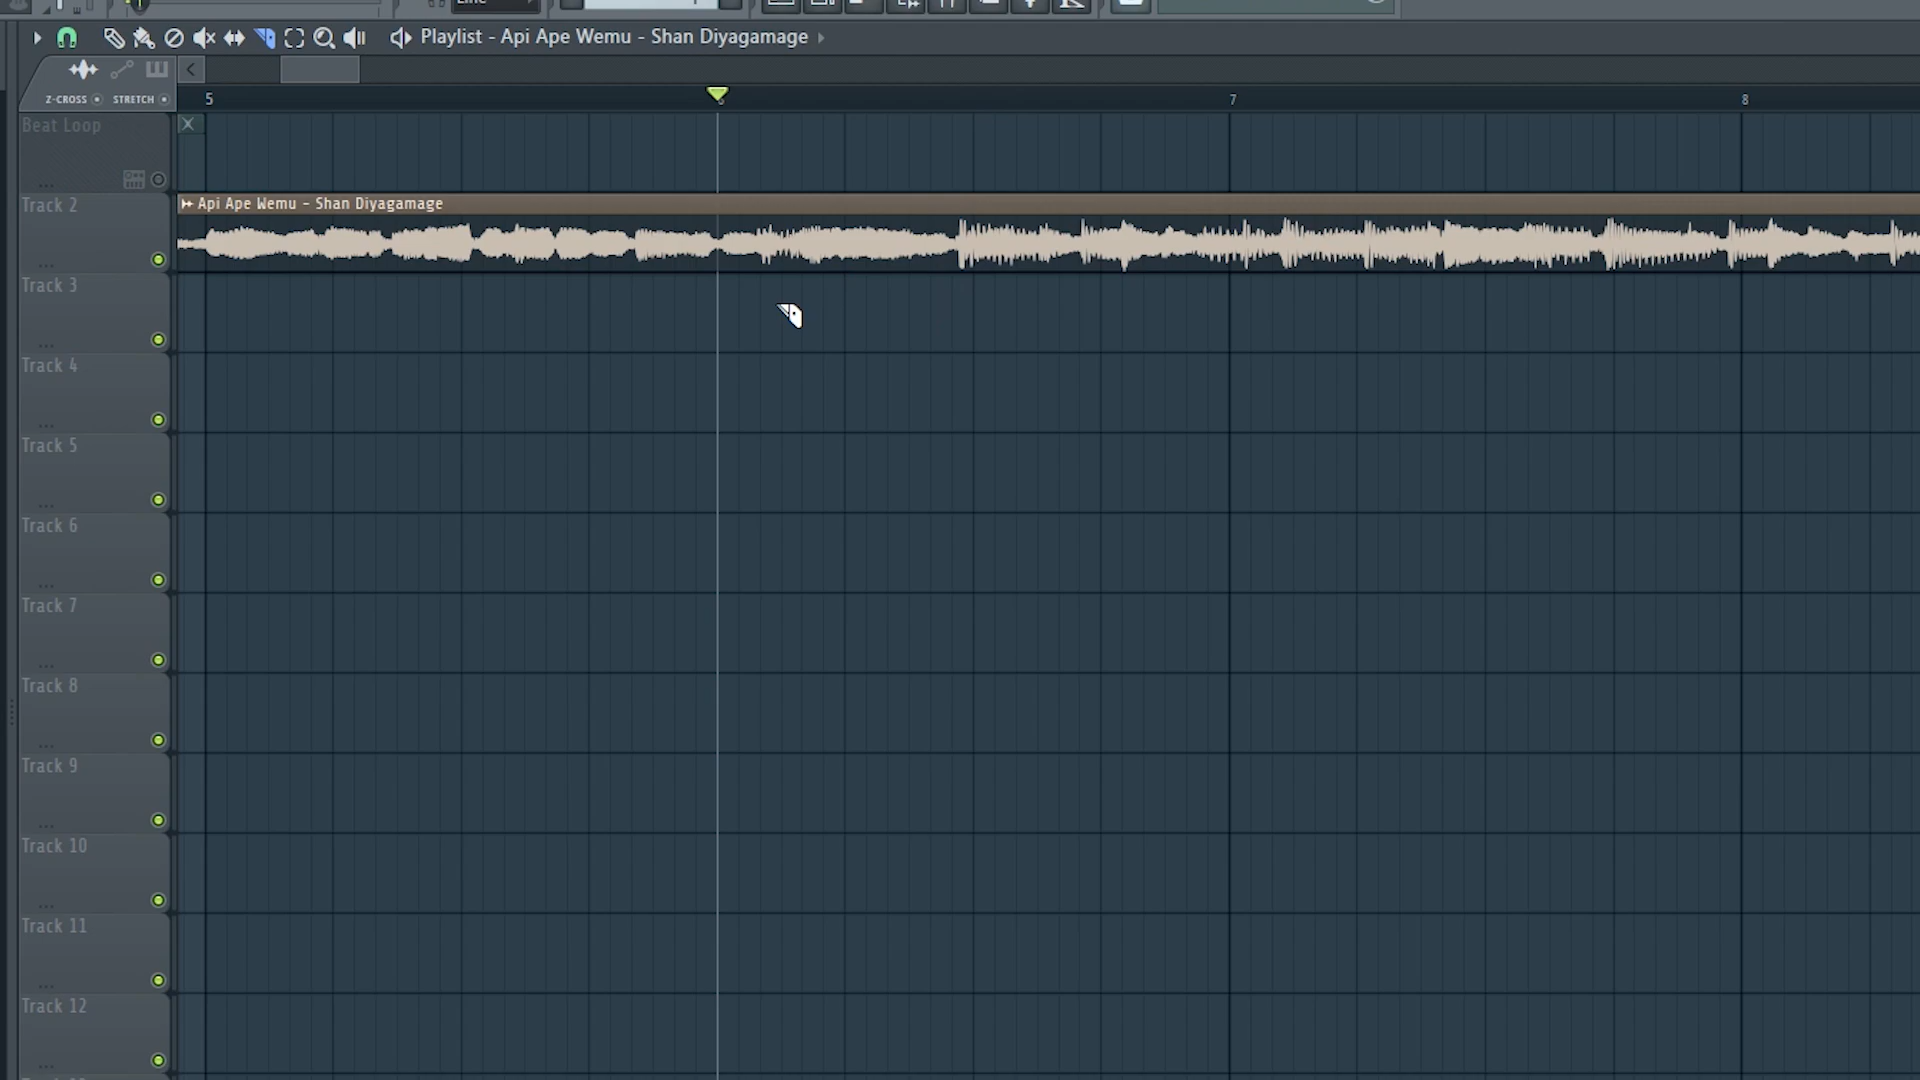 Playlist - Api Ape Wemu - Shan Diyagamage
Z-CROSS STRETCH
5
7
8
Beat Loop
Track 2
Api Ape Wemu - Shan Diyagamage
Track 3
Track 4
Track 5
Track 6
Track 7
Track 8
Track 9
Track 10
Track 11
Track 12